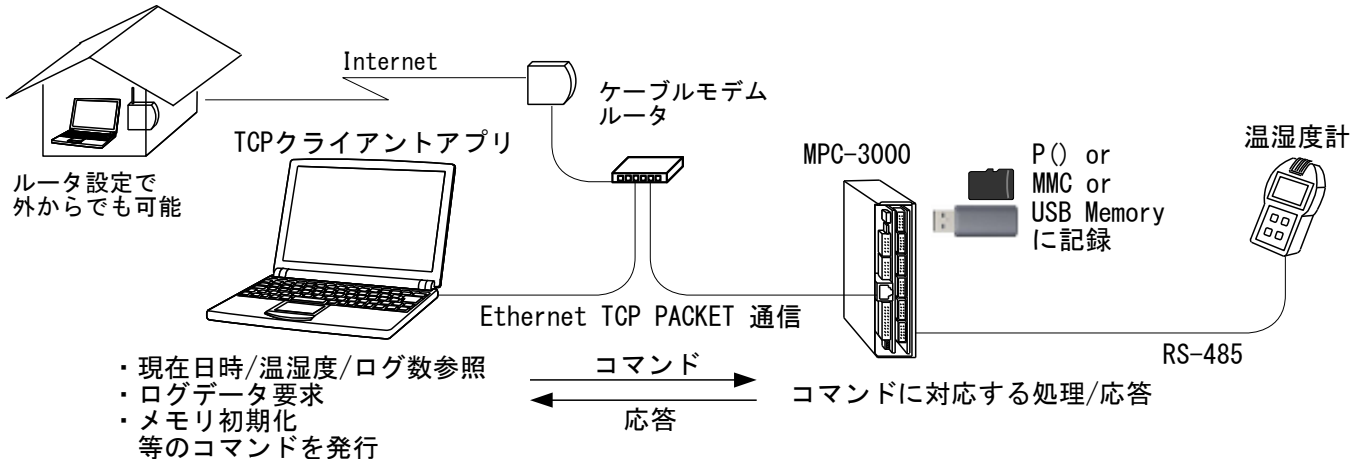 Internet
ケーブルモデム
ルータ
TCPクライアントアプリ
ルータ設定で
外からでも可能
MPC-3000
P() or
MMC or
USB Memory
に記録
温湿度計
Ethernet TCP PACKET 通信
RS-485
・現在日時/温湿度/ログ数参照
・ログデータ要求
・メモリ初期化
等のコマンドを発行
コマンド
応答
コマンドに対応する処理/応答